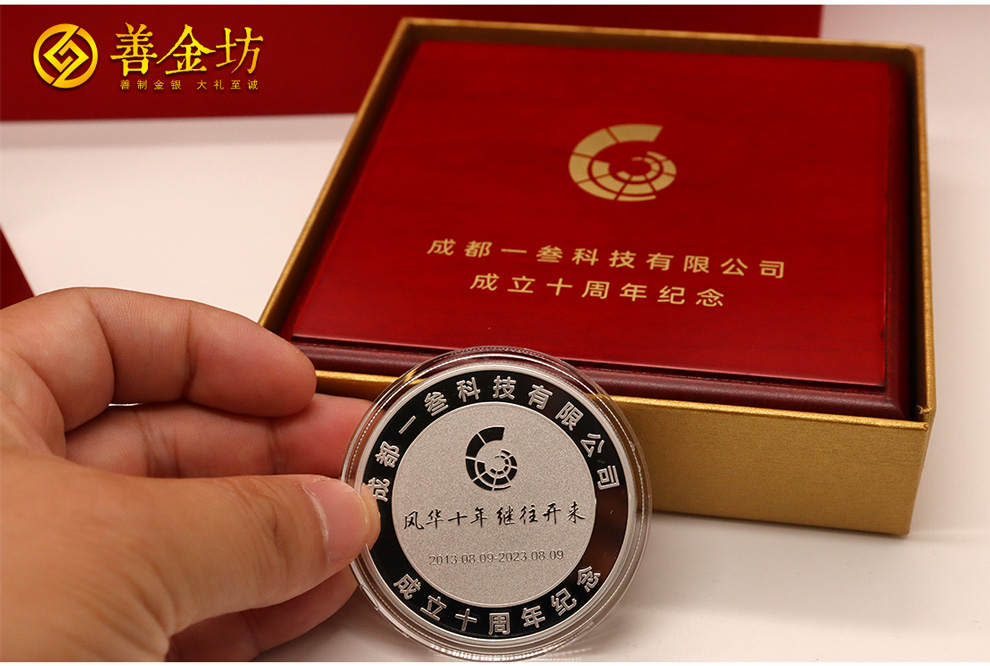 善金坊
善制金银 大礼至诚
成都一叁科技有限公司
成立十周年纪念
成都一叁科技有限公司
风华十年继往开来
2013.08.09-2023.08.09
成立十周年纪念